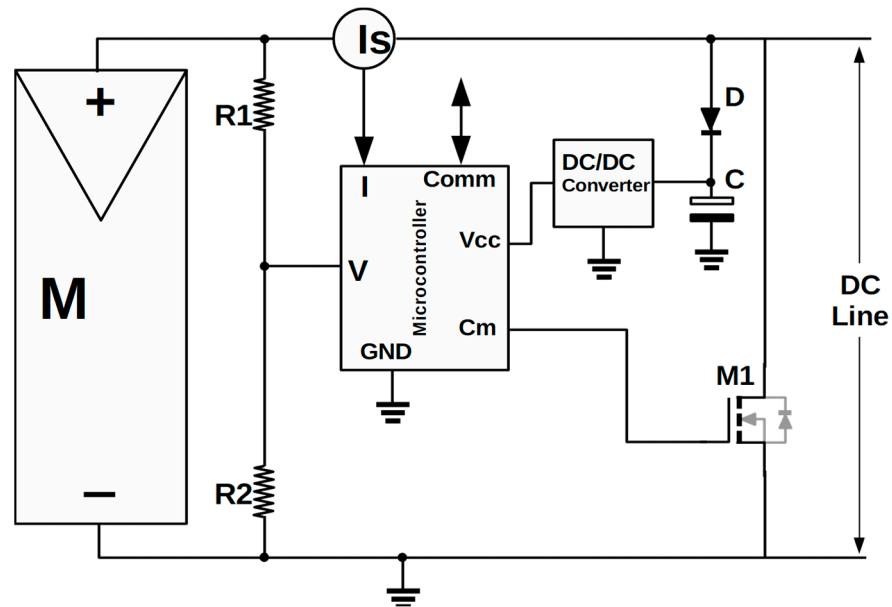 Is
+
R1
D
DC/DC
Converter
C
I
Comm
Microcontroller
Vcc
V
M
DC
Line
Cm
GND
M1
R2
−